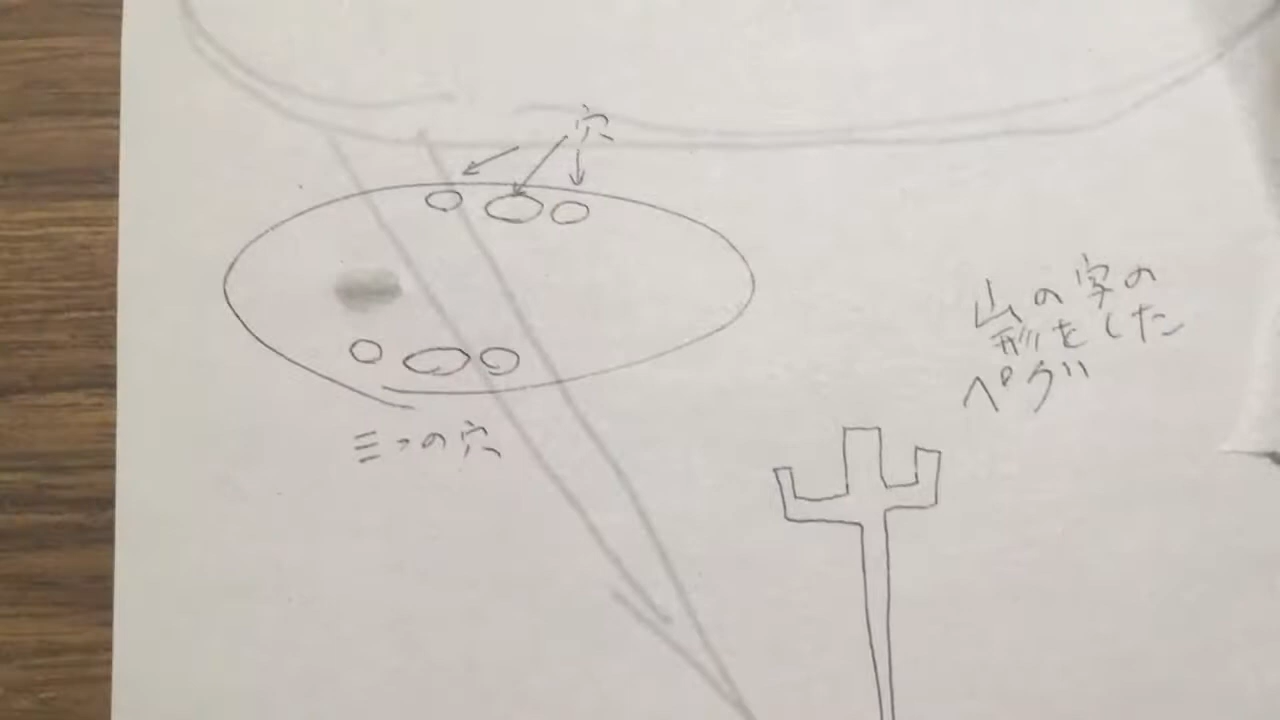 穴
山の字の
形をした
ペグ
三つの穴